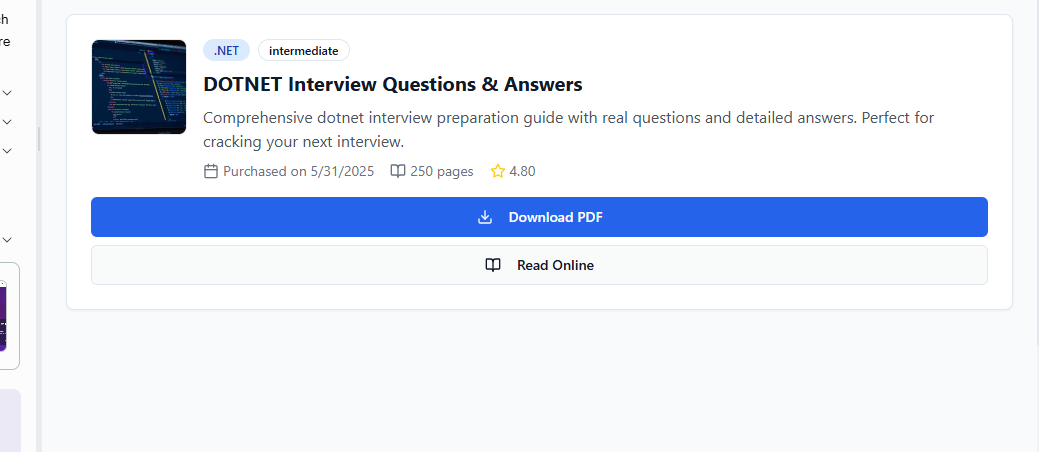 ch
re
.NET intermediate
DOTNET Interview Questions & Answers
Comprehensive dotnet interview preparation guide with real questions and detailed answers. Perfect for
cracking your next interview.
Purchased on 5/31/2025 250 pages 4.80
Download PDF
Read Online